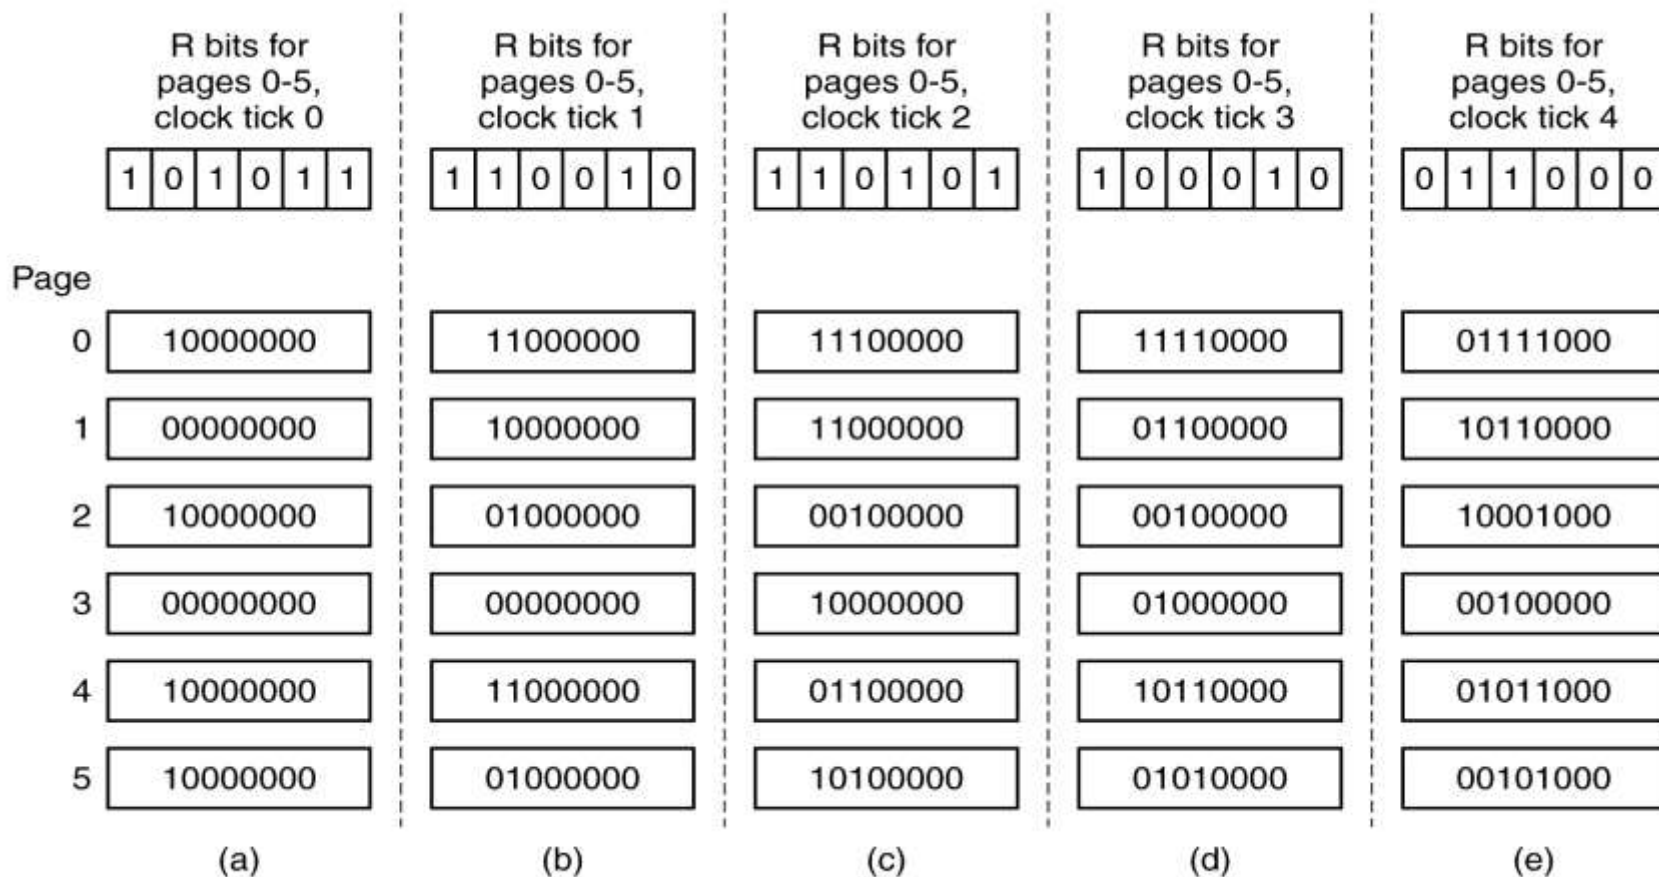 R bits for
pages 0-5,
clock tick 0
R bits for
pages 0-5,
clock tick 1
R bits for
pages 0-5,
clock tick 2
R bits for
pages 0-5,
clock tick 3
R bits for
pages 0-5,
clock tick 4
1 0 1 0 1 1
1 1 0 0 1 0
1 1 0 1 0 1
1 0 0 0 1 0
0 1 1 0 0 0
Page
0 10000000 11000000 11100000 11110000 01111000
1 00000000 10000000 11000000 01100000 10110000
2 10000000 01000000 00100000 00100000 10001000
3 00000000 00000000 10000000 01000000 00100000
4 10000000 11000000 01100000 10110000 01011000
5 10000000 01000000 10100000 01010000 00101000
(a) (b) (c) (d) (e)